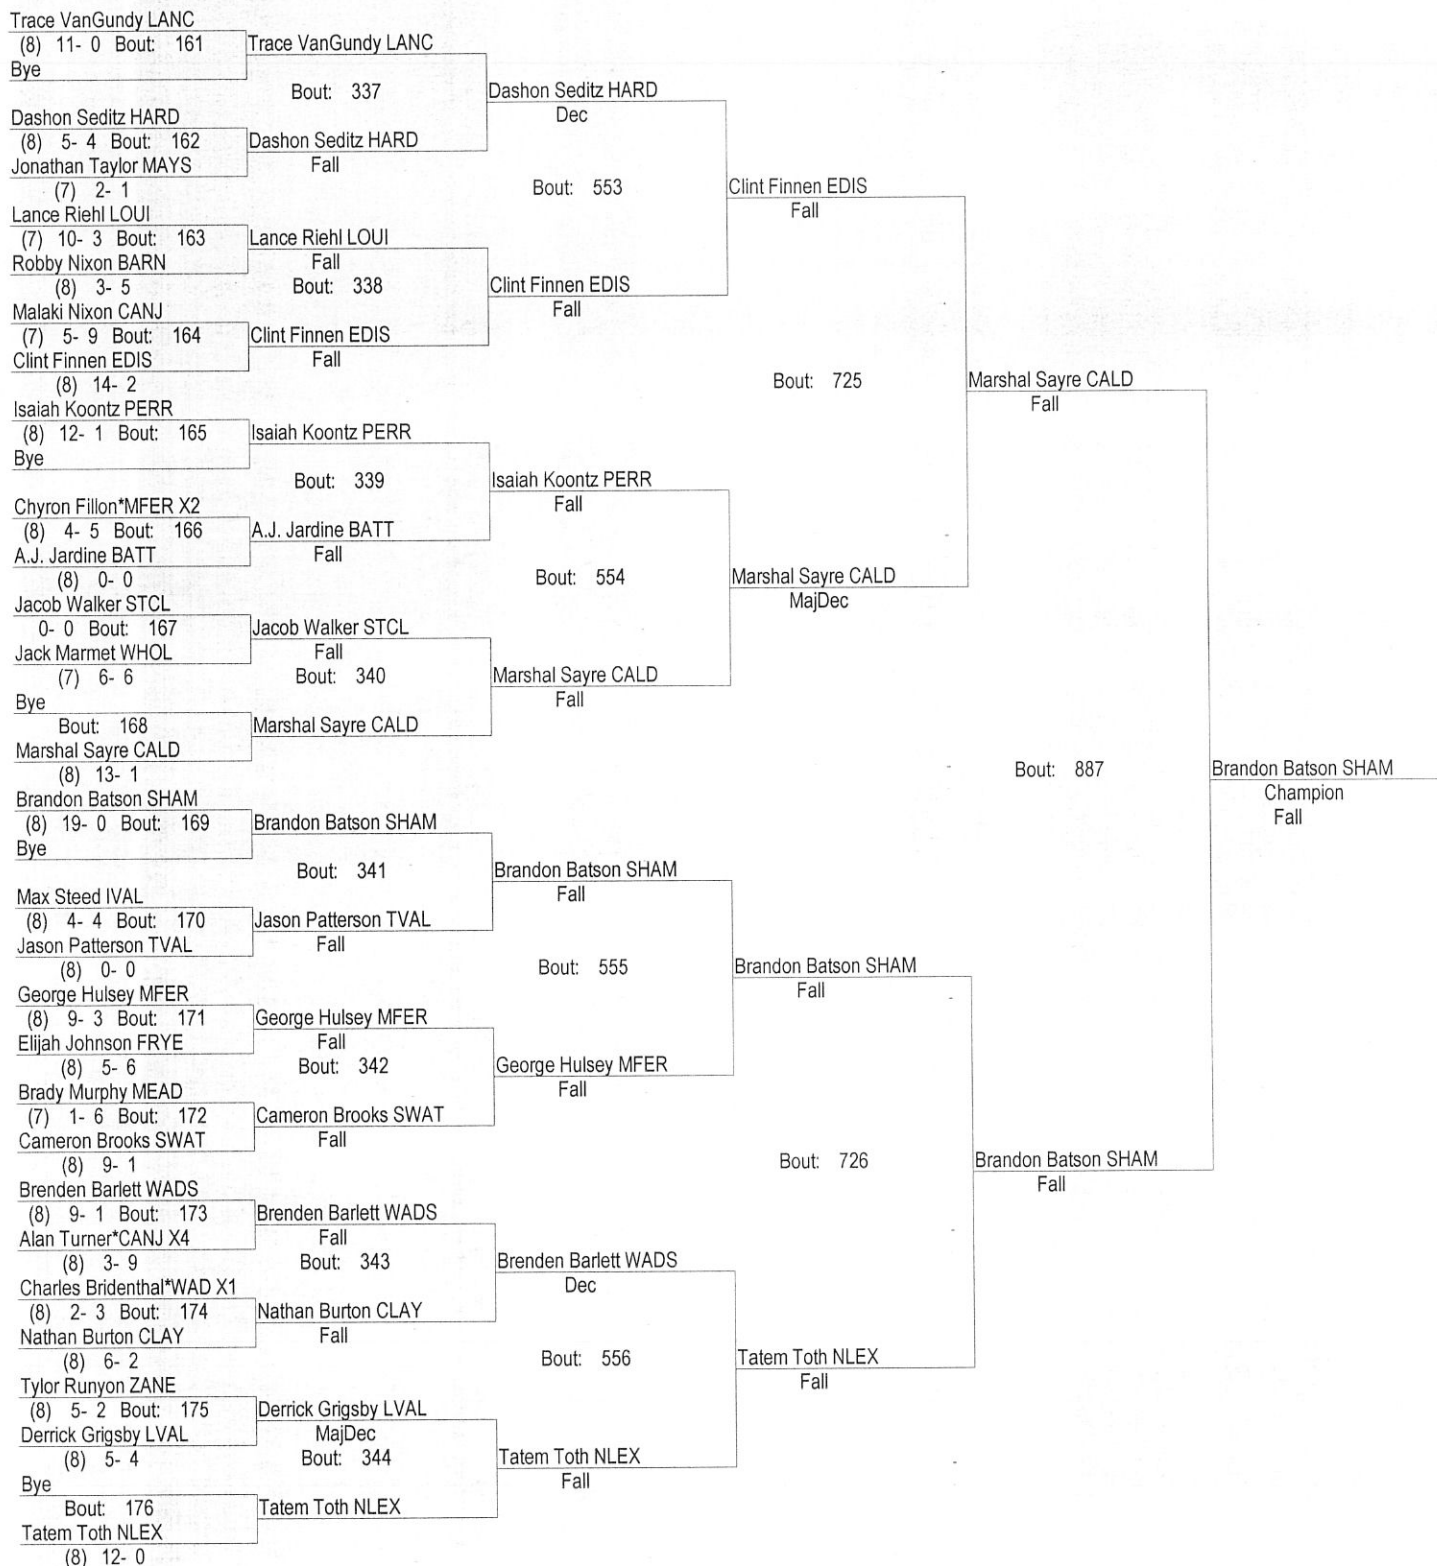 Trace VanGundy LANC
(8) 11- 0 Bout: 161
Bye
Dashon Seditz HARD
(8) 5- 4 Bout: 162
Jonathan Taylor MAYS
(7) 2- 1
Lance Riehl LOUI
(7) 10- 3 Bout: 163
Robby Nixon BARN
(8) 3- 5
Malaki Nixon CANJ
(7) 5- 9 Bout: 164
Clint Finnen EDIS
(8) 14- 2
Isaiah Koontz PERR
(8) 12- 1 Bout: 165
Bye
Chyron Fillon*MFER X2
(8) 4- 5 Bout: 166
A.J. Jardine BATT
(8) 0- 0
Jacob Walker STCL
0- 0 Bout: 167
Jack Marmet WHOL
(7) 6- 6
Bye
Bout: 168
Marshal Sayre CALD
(8) 13- 1
Brandon Batson SHAM
(8) 19- 0 Bout: 169
Bye
Max Steed IVAL
(8) 4- 4 Bout: 170
Jason Patterson TVAL
(8) 0- 0
George Hulsey MFER
(8) 9- 3 Bout: 171
Elijah Johnson FRYE
(8) 5- 6
Brady Murphy MEAD
(7) 1- 6 Bout: 172
Cameron Brooks SWAT
(8) 9- 1
Brenden Barlett WADS
(8) 9- 1 Bout: 173
Alan Turner*CANJ X4
(8) 3- 9
Charles Bridenthal*WAD X1
(8) 2- 3 Bout: 174
Nathan Burton CLAY
(8) 6- 2
Tylor Runyon ZANE
(8) 5- 2 Bout: 175
Derrick Grigsby LVAL
(8) 5- 4
Bye
Bout: 176
Tatem Toth NLEX
(8) 12- 0
Trace VanGundy LANC
Bout: 337
Dashon Seditz HARD
Fall
Lance Riehl LOUI
Fall
Bout: 338
Clint Finnen EDIS
Fall
Isaiah Koontz PERR
Bout: 339
A.J. Jardine BATT
Fall
Jacob Walker STCL
Fall
Bout: 340
Marshal Sayre CALD
Brandon Batson SHAM
Bout: 341
Jason Patterson TVAL
Fall
George Hulsey MFER
Fall
Bout: 342
Cameron Brooks SWAT
Fall
Brenden Barlett WADS
Fall
Bout: 343
Nathan Burton CLAY
Fall
Derrick Grigsby LVAL
MajDec
Bout: 344
Tatem Toth NLEX
Dashon Seditz HARD
Dec
Bout: 553
Clint Finnen EDIS
Fall
Isaiah Koontz PERR
Fall
Bout: 554
Marshal Sayre CALD
Fall
Brandon Batson SHAM
Fall
Bout: 555
George Hulsey MFER
Fall
Brenden Barlett WADS
Dec
Bout: 556
Tatem Toth NLEX
Fall
Clint Finnen EDIS
Fall
Bout: 725
Marshal Sayre CALD
MajDec
Brandon Batson SHAM
Fall
Bout: 726
Tatem Toth NLEX
Fall
Marshal Sayre CALD
Fall
Bout: 887
Brandon Batson SHAM
Fall
Brandon Batson SHAM
Champion
Fall